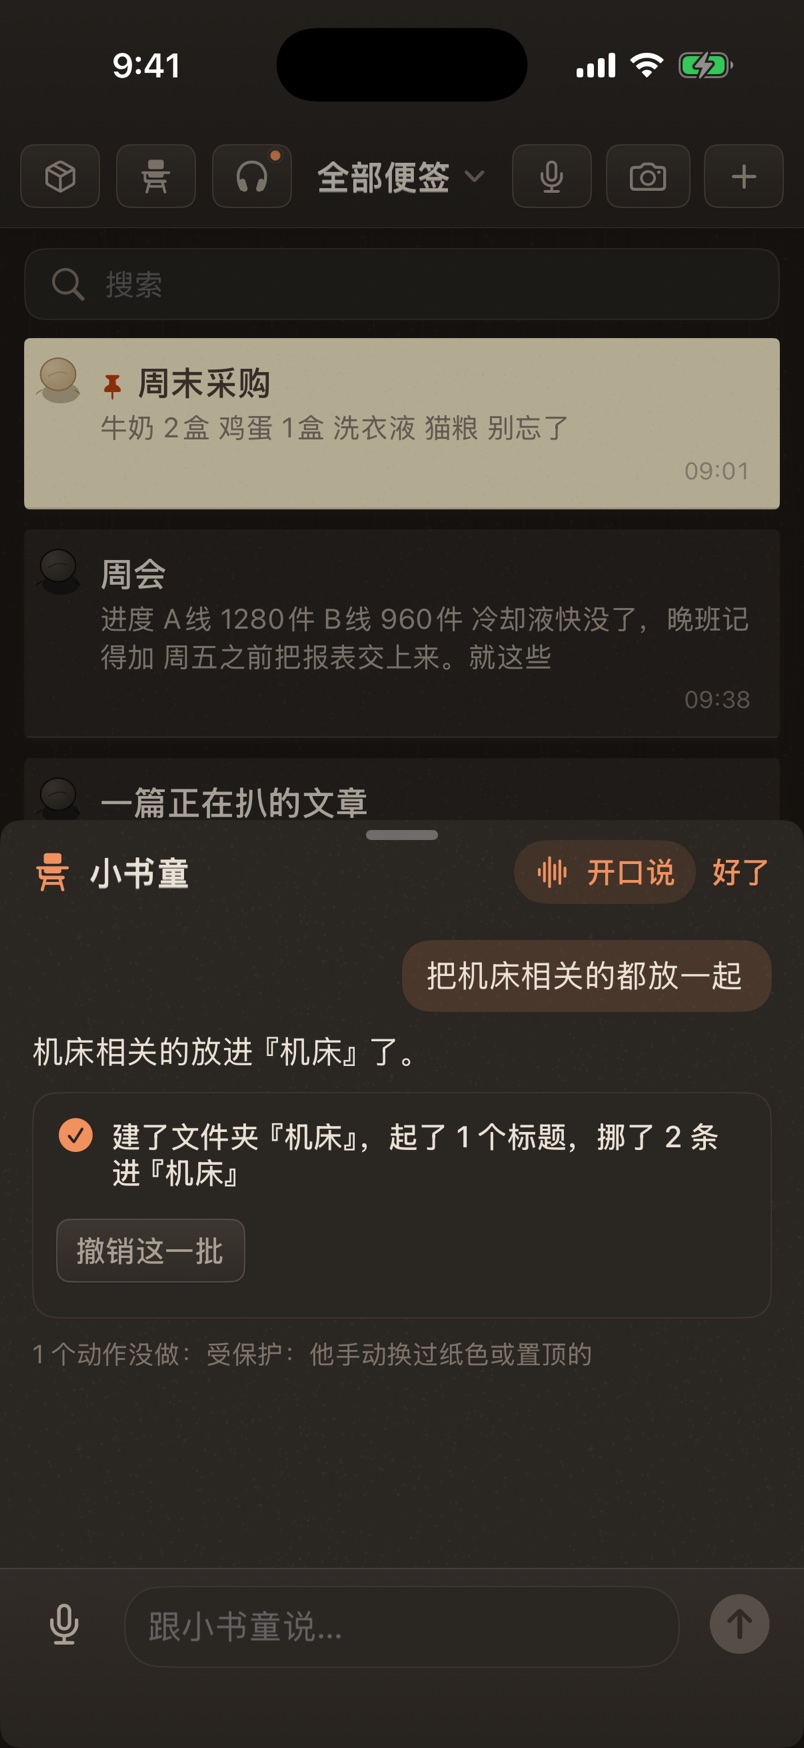 9:41
全部便签
搜索
周末采购
牛奶 2盒 鸡蛋 1盒 洗衣液 猫粮 别忘了
09:01
周会
进度 A线 1280件 B线 960件 冷却液快没了，晚班记
得加 周五之前把报表交上来。就这些
09:38
一篇正在扒的文章
小书童
开口说
好了
把机床相关的都放一起
机床相关的放进『机床』了。
建了文件夹『机床』，起了 1 个标题，挪了 2 条
进『机床』
撤销这一批
1 个动作没做：受保护：他手动换过纸色或置顶的
跟小书童说…